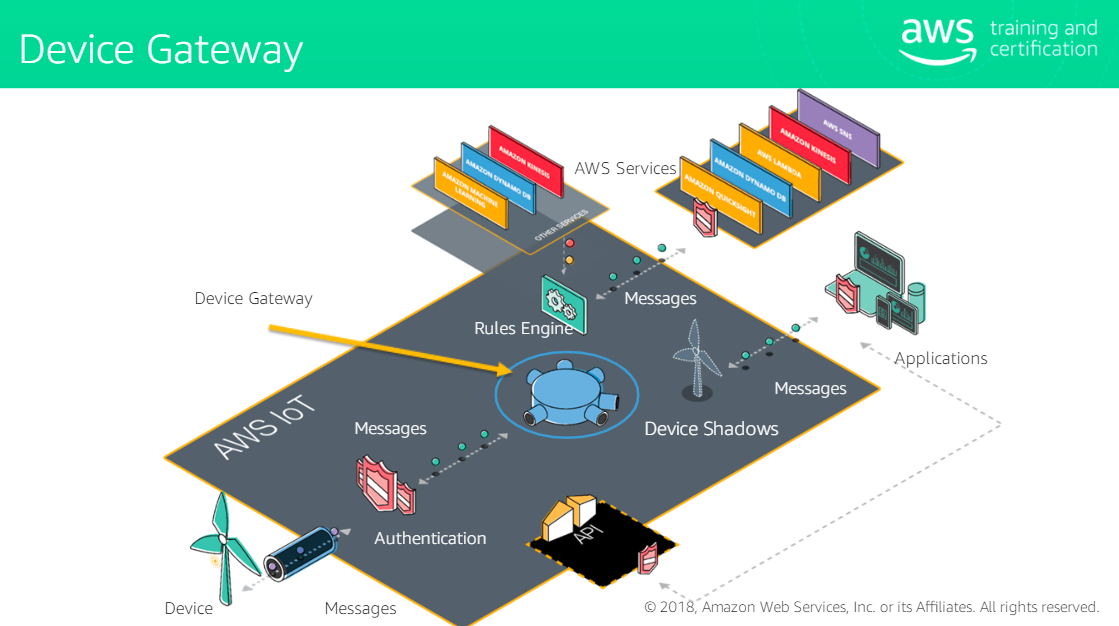 Device Gateway
aws training and
certification
AWS SNS
AMAZON KINESIS
AWS LAMBDA
AMAZON DYNAMO DB
AMAZON QUICKSIGHT
AMAZON KINESIS
AMAZON DYNAMO DB
AMAZON MACHINE
LEARNING
AWS Services
OTHER SERVICES
Device Gateway
Messages
Rules Engine
Applications
Messages
AWS IoT
Messages
Device Shadows
API
Authentication
Device
Messages
© 2018, Amazon Web Services, Inc. or its Affiliates. All rights reserved.